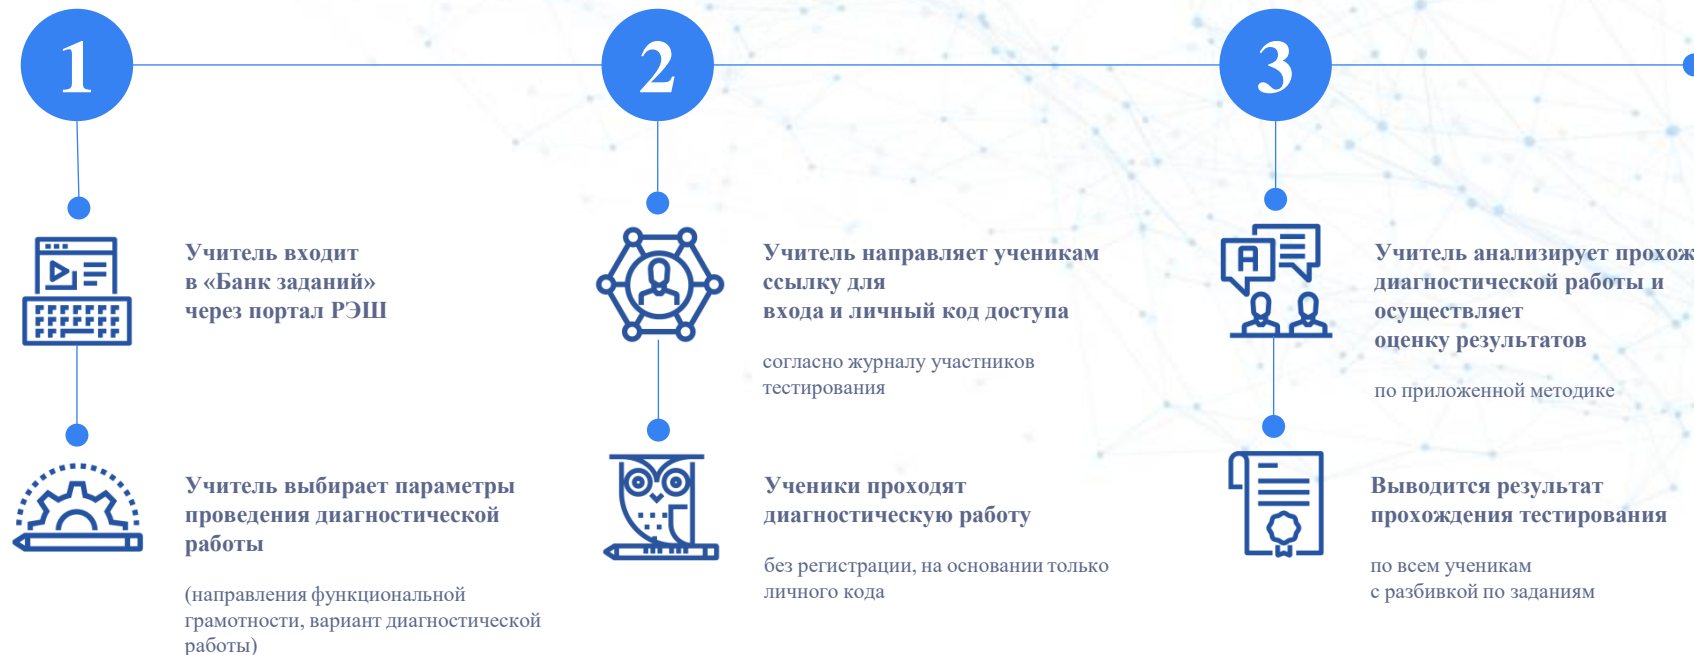 1
Учитель входит
в «Банк заданий»
через портал РЭШ
Учитель выбирает параметры
проведения диагностической
работы
(направления функциональной
грамотности, вариант диагностической
работы)
2
Учитель направляет ученикам
ссылку для
входа и личный код доступа
согласно журналу участников
тестирования
Ученики проходят
диагностическую работу
без регистрации, на основании только
личного кода
3
Учитель анализирует прохож
диагностической работы и
осуществляет
оценку результатов
по приложенной методике
Выводится результат
прохождения тестирования
по всем ученикам
с разбивкой по заданиям